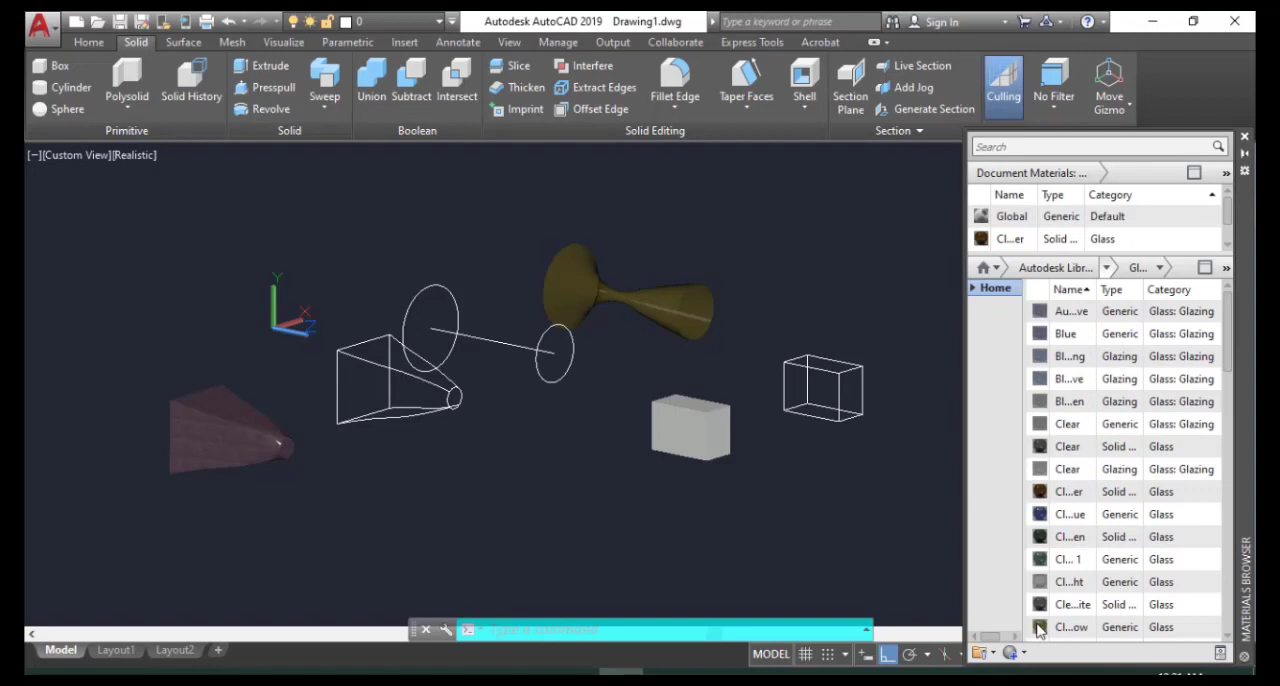 0
Autodesk AutoCAD 2019 Drawing1.dwg
Type a keyword or phrase
Sign In
Home Solid Surface Mesh Visualize Parametric Insert Annotate View Manage Output Collaborate Express Tools Acrobat
Box
Cylinder
Sphere
Polysolid
Solid History
Primitive
Extrude
Presspull
Revolve
Sweep
Solid
Union Subtract Intersect
Boolean
Slice
Thicken
Imprint
Interfere
Extract Edges
Offset Edge
Fillet Edge
Taper Faces
Shell
Solid Editing
Section
Plane
Live Section
Add Jog
Generate Section
Section
Culling
No Filter
Move
Gizmo
[−][Custom View][Realistic]
Y
X
Z
Search
Document Materials: ...
Name Type Category
Global Generic Default
Cl...er Solid ... Glass
Autodesk Libr... Gl...
Home
Name Type Category
Au...ve Generic Glass: Glazing
Blue Generic Glass: Glazing
Bl...ng Glazing Glass: Glazing
Bl...ve Glazing Glass: Glazing
Bl...en Glazing Glass: Glazing
Clear Generic Glass: Glazing
Clear Solid ... Glass
Clear Glazing Glass: Glazing
Cl...er Solid ... Glass
Cl...ue Generic Glass
Cl...en Solid ... Glass
Cl... 1 Generic Glass
Cl...ht Generic Glass
Cle...ite Solid ... Glass
Cl...ow Generic Glass
MATERIALS BROWSER
Type a command
Model Layout1 Layout2 +
MODEL